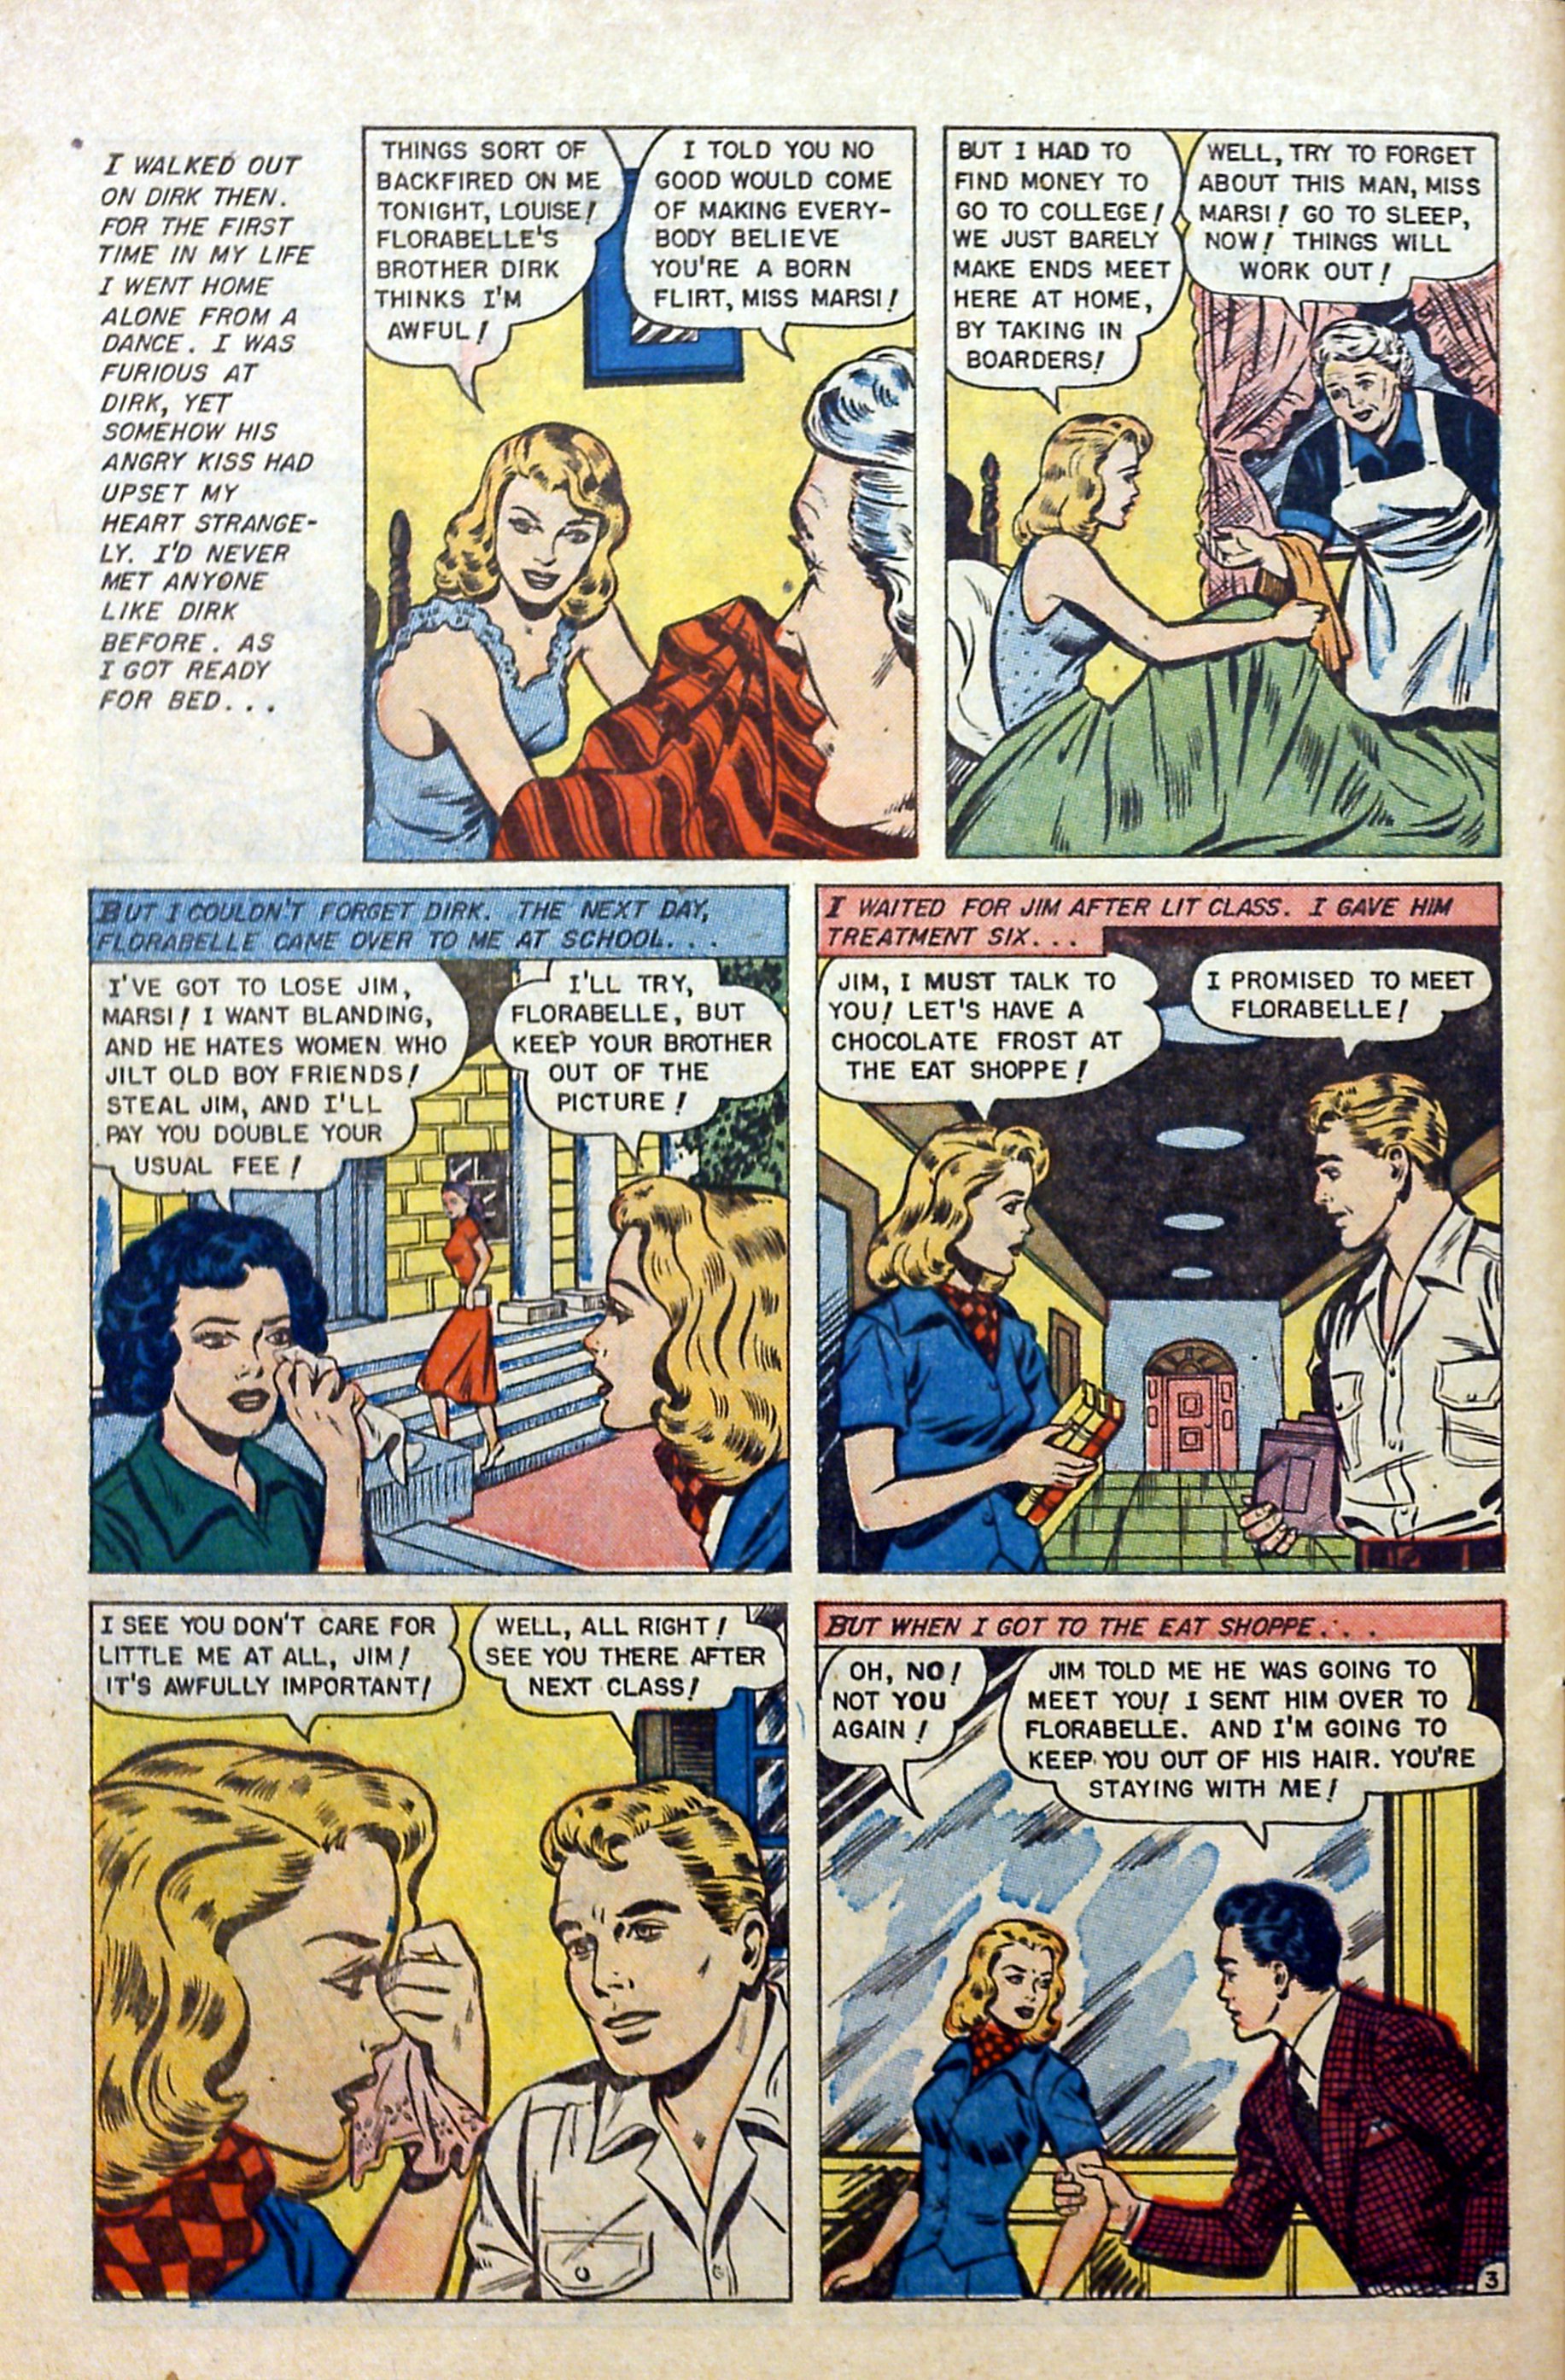 I WALKED OUT
ON DIRK THEN.
FOR THE FIRST
TIME IN MY LIFE
I WENT HOME
ALONE FROM A
DANCE. I WAS
FURIOUS AT
DIRK, YET
SOMEHOW HIS
ANGRY KISS HAD
UPSET MY
HEART STRANGE-
LY. I'D NEVER
MET ANYONE
LIKE DIRK
BEFORE. AS
I GOT READY
FOR BED...
THINGS SORT OF
BACKFIRED ON ME
TONIGHT, LOUISE!
FLORABELLE'S
BROTHER DIRK
THINKS I'M
AWFUL!
I TOLD YOU NO
GOOD WOULD COME
OF MAKING EVERY-
BODY BELIEVE
YOU'RE A BORN
FLIRT, MISS MARSI!
BUT I HAD TO
FIND MONEY TO
GO TO COLLEGE!
WE JUST BARELY
MAKE ENDS MEET
HERE AT HOME,
BY TAKING IN
BOARDERS!
WELL, TRY TO FORGET
ABOUT THIS MAN, MISS
MARSI! GO TO SLEEP,
NOW! THINGS WILL
WORK OUT!
BUT I COULDN'T FORGET DIRK. THE NEXT DAY,
FLORABELLE CAME OVER TO ME AT SCHOOL...
I'VE GOT TO LOSE JIM,
MARSI! I WANT BLANDING,
AND HE HATES WOMEN WHO
JILT OLD BOY FRIENDS!
STEAL JIM, AND I'LL
PAY YOU DOUBLE YOUR
USUAL FEE!
I'LL TRY,
FLORABELLE, BUT
KEEP YOUR BROTHER
OUT OF THE
PICTURE!
I WAITED FOR JIM AFTER LIT CLASS. I GAVE HIM
TREATMENT SIX...
JIM, I MUST TALK TO
YOU! LET'S HAVE A
CHOCOLATE FROST AT
THE EAT SHOPPE!
I PROMISED TO MEET
FLORABELLE!
I SEE YOU DON'T CARE FOR
LITTLE ME AT ALL, JIM!
IT'S AWFULLY IMPORTANT!
WELL, ALL RIGHT!
SEE YOU THERE AFTER
NEXT CLASS!
BUT WHEN I GOT TO THE EAT SHOPPE...
OH, NO!
NOT YOU
AGAIN!
JIM TOLD ME HE WAS GOING TO
MEET YOU! I SENT HIM OVER TO
FLORABELLE. AND I'M GOING TO
KEEP YOU OUT OF HIS HAIR. YOU'RE
STAYING WITH ME!
3